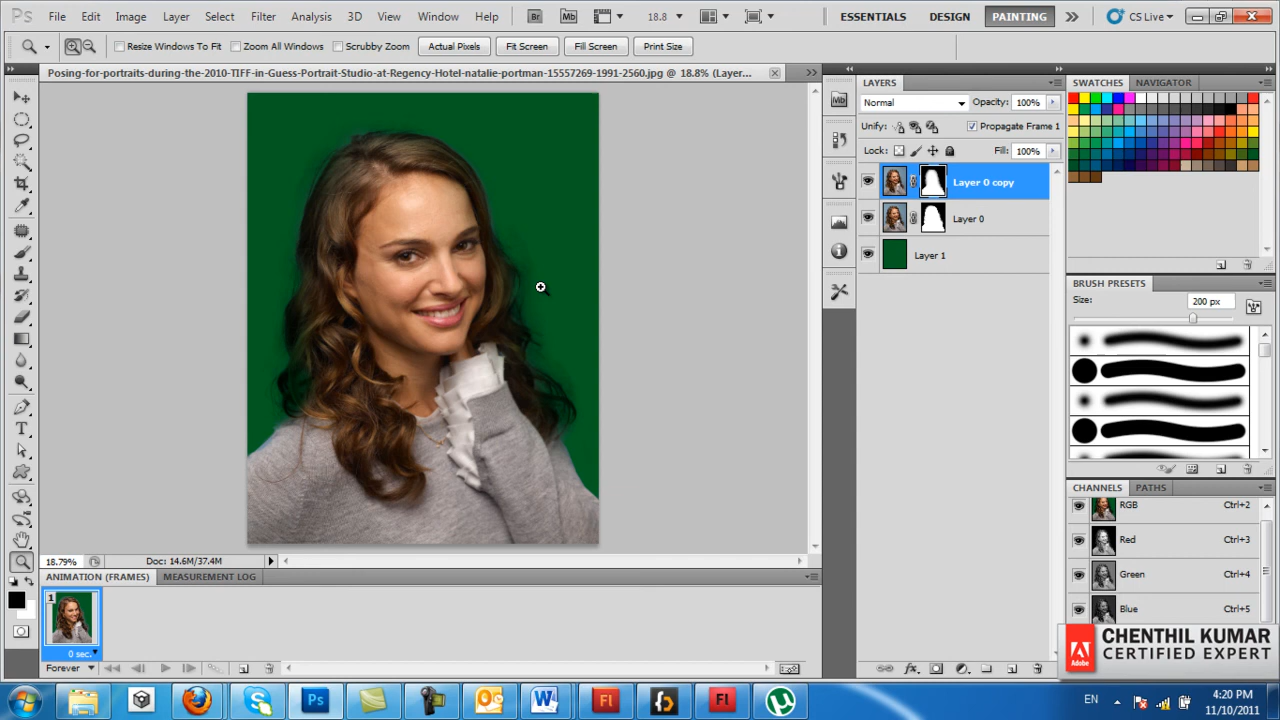 Ps File Edit Image Layer Select Filter Analysis 3D View Window Help Br Mb 18.8 ESSENTIALS DESIGN PAINTING CS Live
Resize Windows To Fit Zoom All Windows Scrubby Zoom Actual Pixels Fit Screen Fill Screen Print Size
Posing-for-portraits-during-the-2010-TIFF-in-Guess-Portrait-Studio-at-Regency-Hotel-natalie-portman-15557269-1991-2560.jpg @ 18.8% (Layer...
LAYERS
Normal Opacity: 100%
Unify: Propagate Frame 1
Lock: Fill: 100%
Layer 0 copy
Layer 0
Layer 1
Mb
SWATCHES NAVIGATOR
BRUSH PRESETS
Size: 200 px
CHANNELS PATHS
RGB Ctrl+2
Red Ctrl+3
Green Ctrl+4
Blue Ctrl+5
18.79% Doc: 14.6M/37.4M
ANIMATION (FRAMES) MEASUREMENT LOG
1
0 sec.
Forever
Adobe
CHENTHIL KUMAR
CERTIFIED EXPERT
Ps W Fl Fl
EN 4:20 PM
11/10/2011